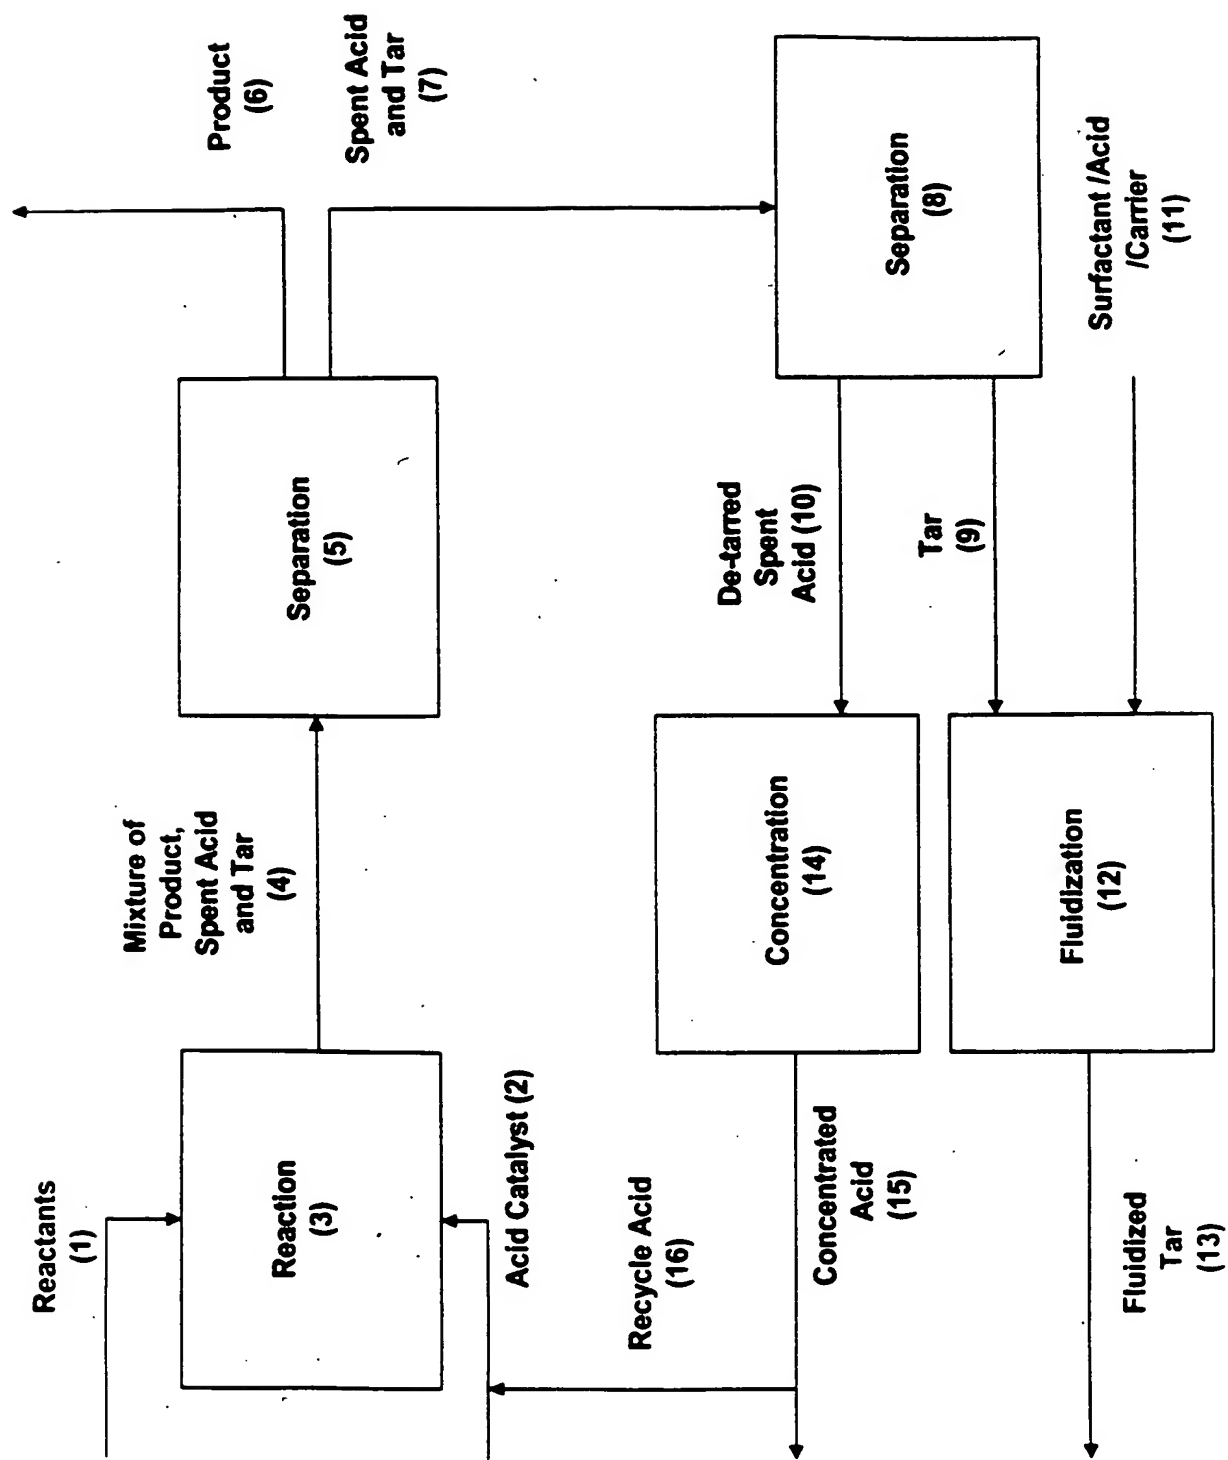 Reactants
(1)
Reaction
(3)
Acid Catalyst (2)
Mixture of
Product,
Spent Acid
and Tar
(4)
Separation
(5)
Product
(6)
Spent Acid
and Tar
(7)
Separation
(8)
De-tarred
Spent
Acid (10)
Tar
(9)
Surfactant /Acid
/Carrier
(11)
Concentration
(14)
Fluidization
(12)
Recycle Acid
(16)
Concentrated
Acid
(15)
Fluidized
Tar
(13)